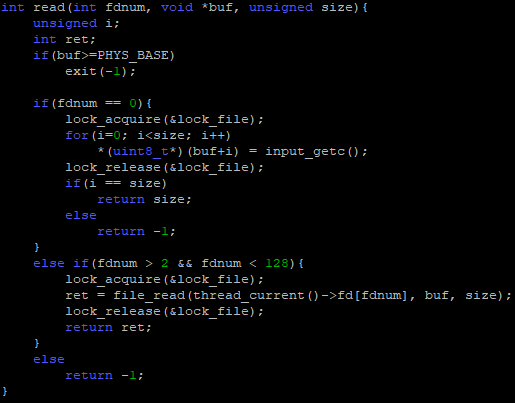 int read(int fdnum, void *buf, unsigned size){
    unsigned i;
    int ret;
    if(buf>=PHYS_BASE)
        exit(-1);

    if(fdnum == 0){
        lock_acquire(&lock_file);
        for(i=0; i<size; i++)
            *(uint8_t*)(buf+i) = input_getc();
        lock_release(&lock_file);
        if(i == size)
            return size;
        else
            return -1;
    }
    else if(fdnum > 2 && fdnum < 128){
        lock_acquire(&lock_file);
        ret = file_read(thread_current()->fd[fdnum], buf, size);
        lock_release(&lock_file);
        return ret;
    }
    else
        return -1;
}